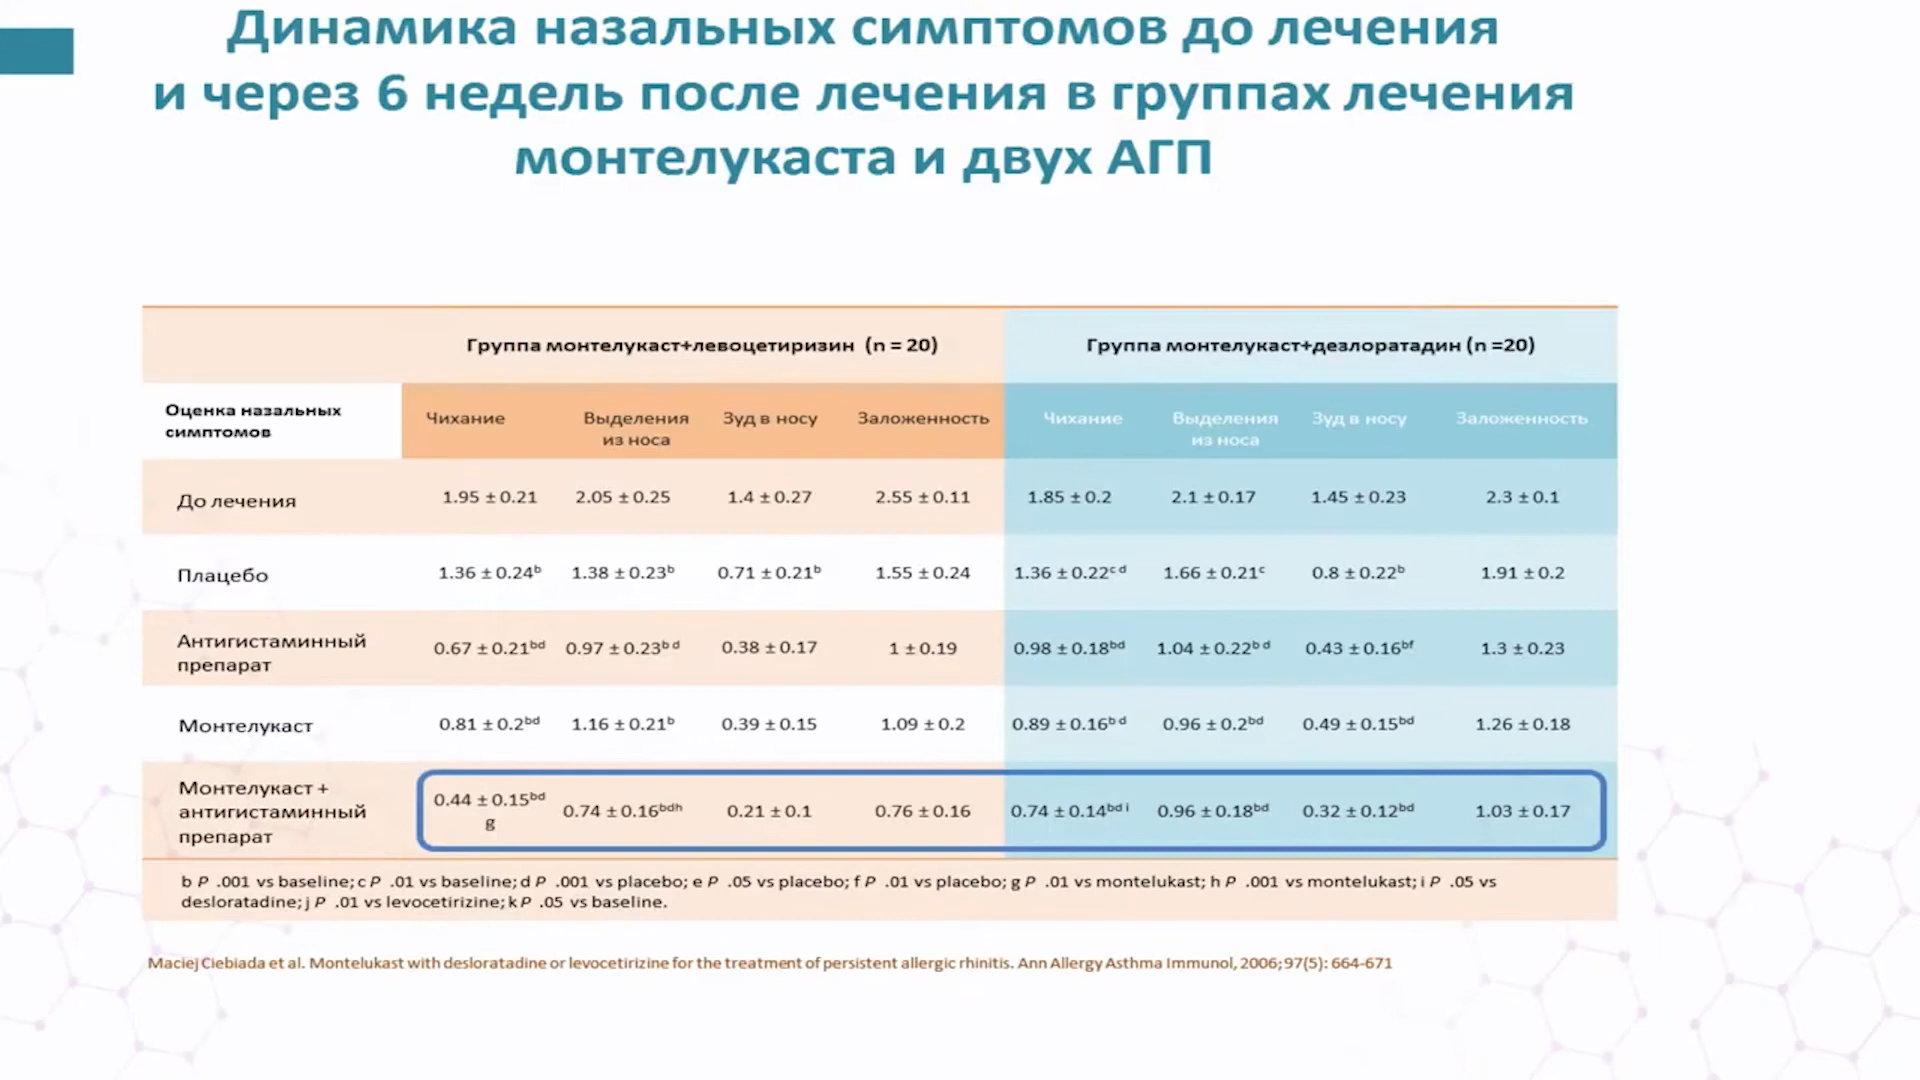 Динамика назальных симптомов до лечения
и через 6 недель после лечения в группах лечения
монтелукаста и двух АГП
Группа монтелукаст+левоцетиризин (n = 20) Группа монтелукаст+дезлоратадин (n =20)
Оценка назальных симптомов Чихание Выделения из носа Зуд в носу Заложенность Чихание Выделения из носа Зуд в носу Заложенность
До лечения 1.95 ± 0.21 2.05 ± 0.25 1.4 ± 0.27 2.55 ± 0.11 1.85 ± 0.2 2.1 ± 0.17 1.45 ± 0.23 2.3 ± 0.1
Плацебо 1.36 ± 0.24ᵇ 1.38 ± 0.23ᵇ 0.71 ± 0.21ᵇ 1.55 ± 0.24 1.36 ± 0.22ᶜ ᵈ 1.66 ± 0.21ᶜ 0.8 ± 0.22ᵇ 1.91 ± 0.2
Антигистаминный препарат 0.67 ± 0.21ᵇᵈ 0.97 ± 0.23ᵇ ᵈ 0.38 ± 0.17 1 ± 0.19 0.98 ± 0.18ᵇᵈ 1.04 ± 0.22ᵇ ᵈ 0.43 ± 0.16ᵇᶠ 1.3 ± 0.23
Монтелукаст 0.81 ± 0.2ᵇᵈ 1.16 ± 0.21ᵇ 0.39 ± 0.15 1.09 ± 0.2 0.89 ± 0.16ᵇ ᵈ 0.96 ± 0.2ᵇᵈ 0.49 ± 0.15ᵇᵈ 1.26 ± 0.18
Монтелукаст + антигистаминный препарат 0.44 ± 0.15ᵇᵈ g 0.74 ± 0.16ᵇᵈʰ 0.21 ± 0.1 0.76 ± 0.16 0.74 ± 0.14ᵇᵈ ⁱ 0.96 ± 0.18ᵇᵈ 0.32 ± 0.12ᵇᵈ 1.03 ± 0.17
b P .001 vs baseline; c P .01 vs baseline; d P .001 vs placebo; e P .05 vs placebo; f P .01 vs placebo; g P .01 vs montelukast; h P .001 vs montelukast; i P .05 vs
desloratadine; j P .01 vs levocetirizine; k P .05 vs baseline.
Maciej Ciebiada et al. Montelukast with desloratadine or levocetirizine for the treatment of persistent allergic rhinitis. Ann Allergy Asthma Immunol, 2006;97(5): 664-671